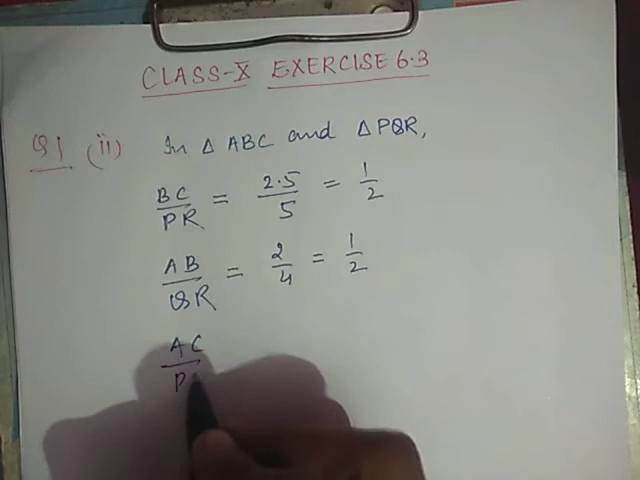 CLASS-X EXERCISE 6.3
Q1 (ii) In Δ ABC and Δ PQR,
BC/PR = 2.5/5 = 1/2
AB/QR = 2/4 = 1/2
AC/P